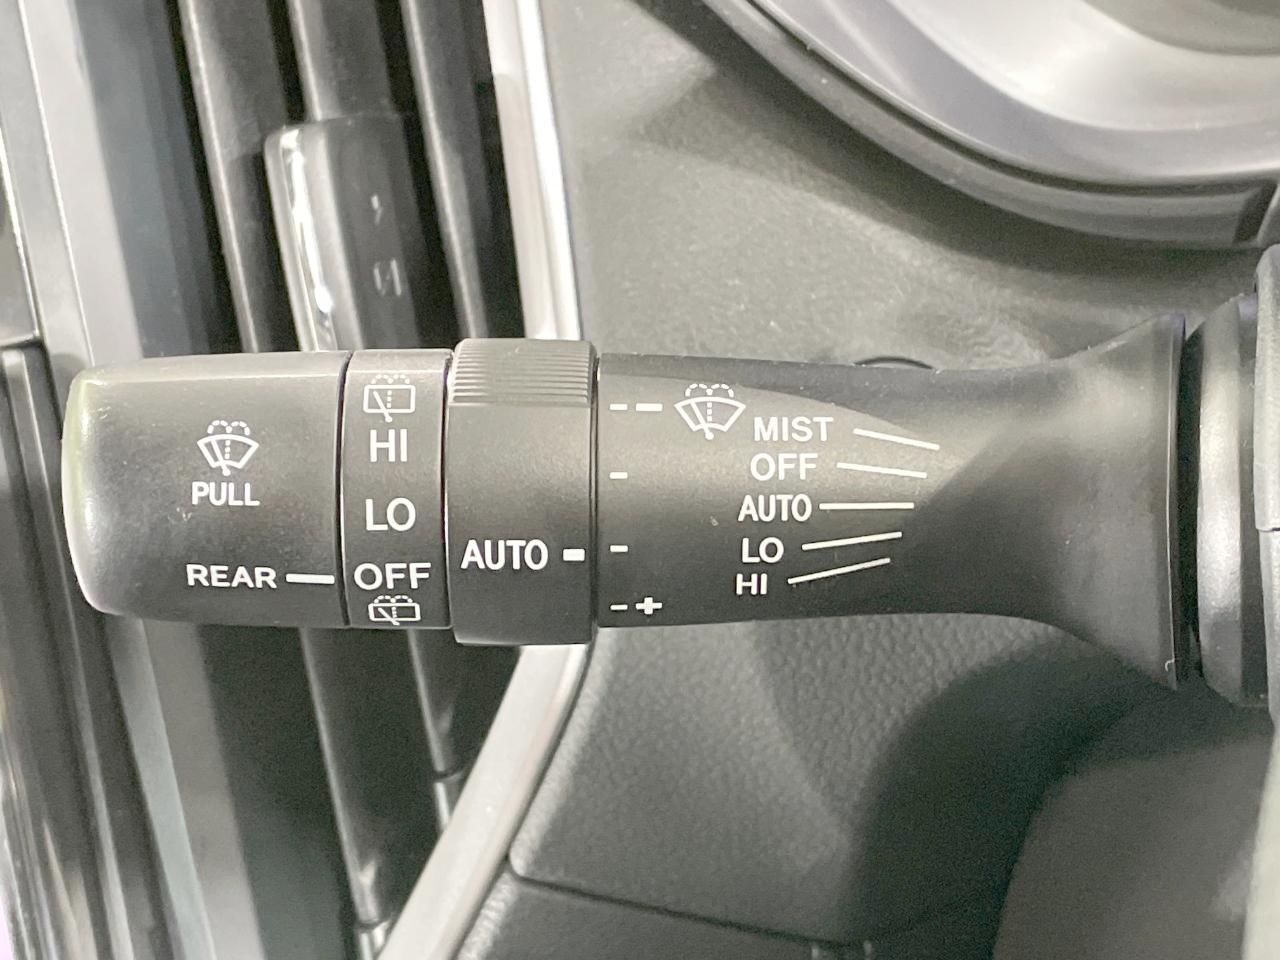 PULL
REAR
HI
LO
OFF
AUTO
- +
MIST
OFF
AUTO
LO
HI